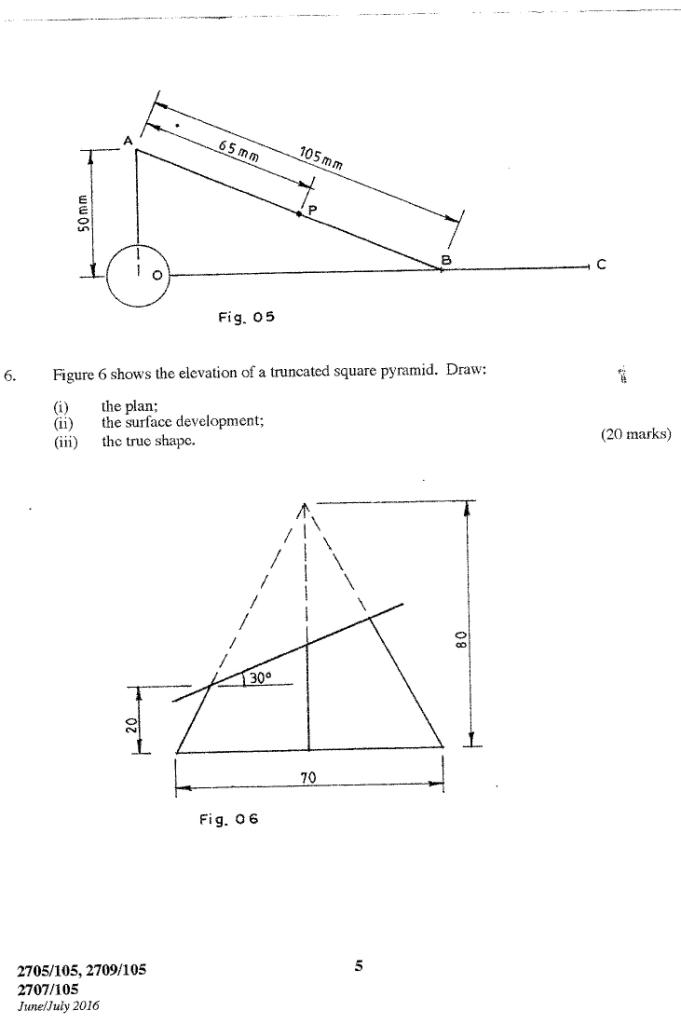 A
65mm
105mm
50mm
P
B
O
C
Fig. 05
6. Figure 6 shows the elevation of a truncated square pyramid. Draw:
(i) the plan;
(ii) the surface development;
(iii) the true shape.
(20 marks)
30°
80
20
70
Fig. 06
2705/105, 2709/105
5
2707/105
June/July 2016